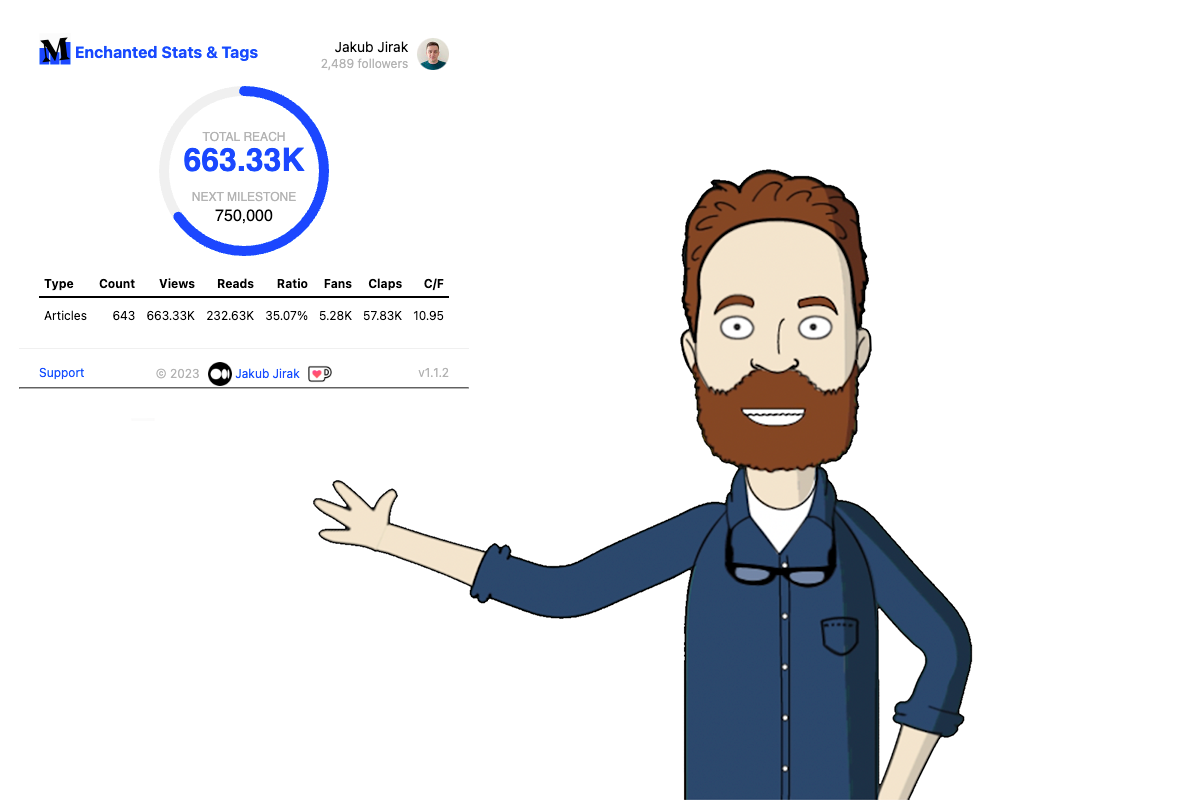 M Enchanted Stats & Tags
Jakub Jirak
2,489 followers
TOTAL REACH
663.33K
NEXT MILESTONE
750,000
Type Count Views Reads Ratio Fans Claps C/F
Articles 643 663.33K 232.63K 35.07% 5.28K 57.83K 10.95
Support © 2023 Jakub Jirak v1.1.2